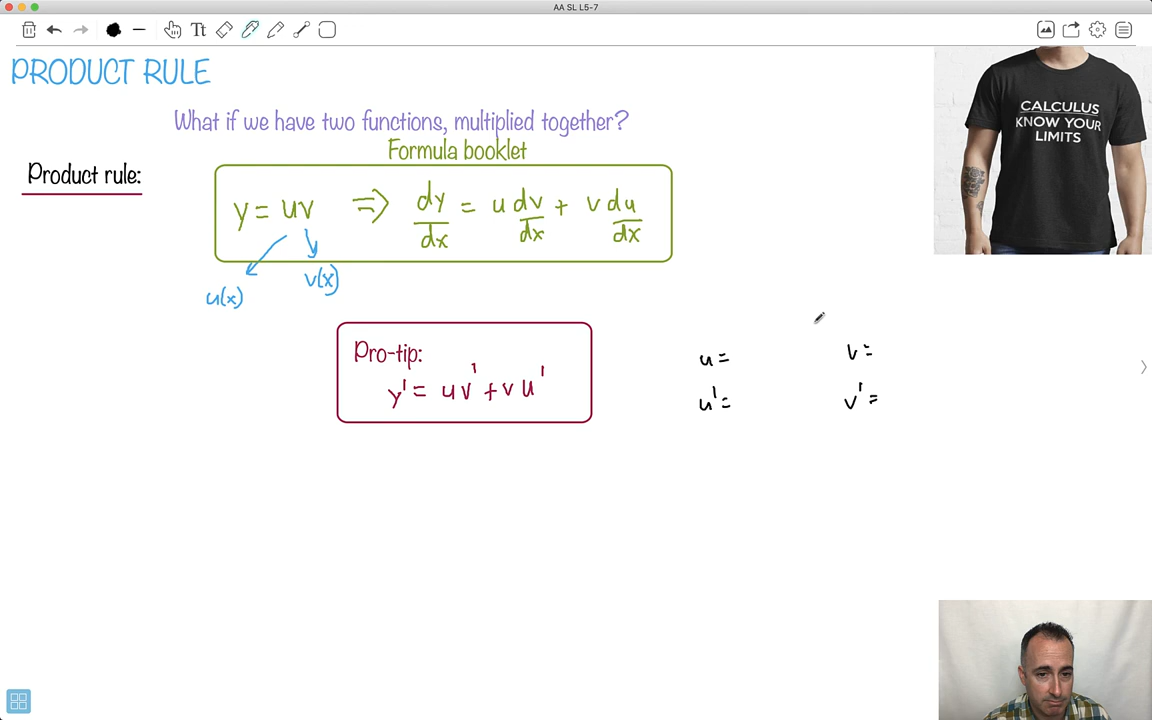 AA SL L5-7
Tt
PRODUCT RULE
What if we have two functions, multiplied together?
Formula booklet
Product rule:
y = uv ⇒ dy/dx = u dv/dx + v du/dx
u(x)
v(x)
Pro-tip:
y' = uv' + vu'
u =
v =
u' =
v' =
CALCULUS
KNOW YOUR
LIMITS